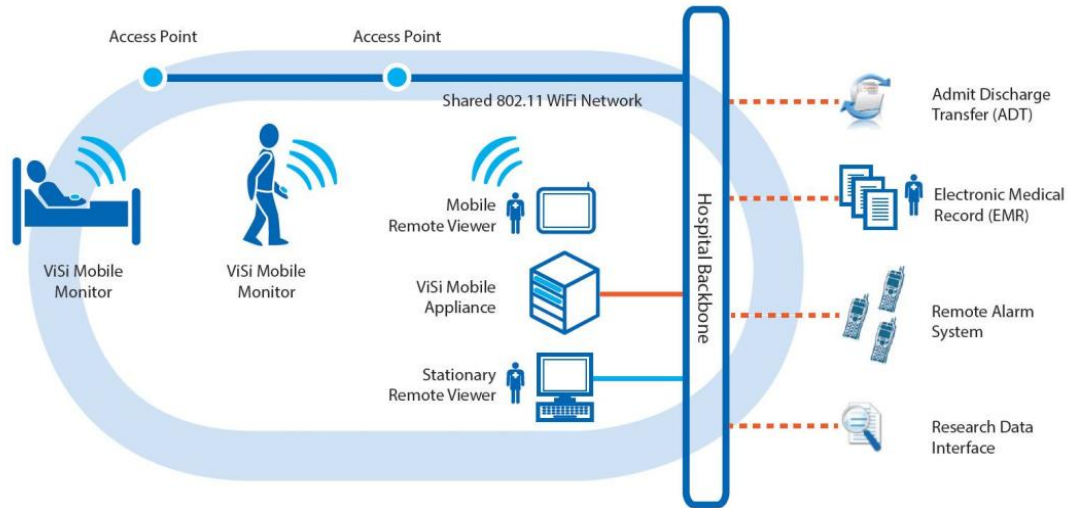 Access Point
Access Point
Shared 802.11 WiFi Network
Admit Discharge
Transfer (ADT)
Mobile
Remote Viewer
Hospital Backbone
Electronic Medical
Record (EMR)
ViSi Mobile
Monitor
ViSi Mobile
Monitor
ViSi Mobile
Appliance
Remote Alarm
System
Stationary
Remote Viewer
Research Data
Interface